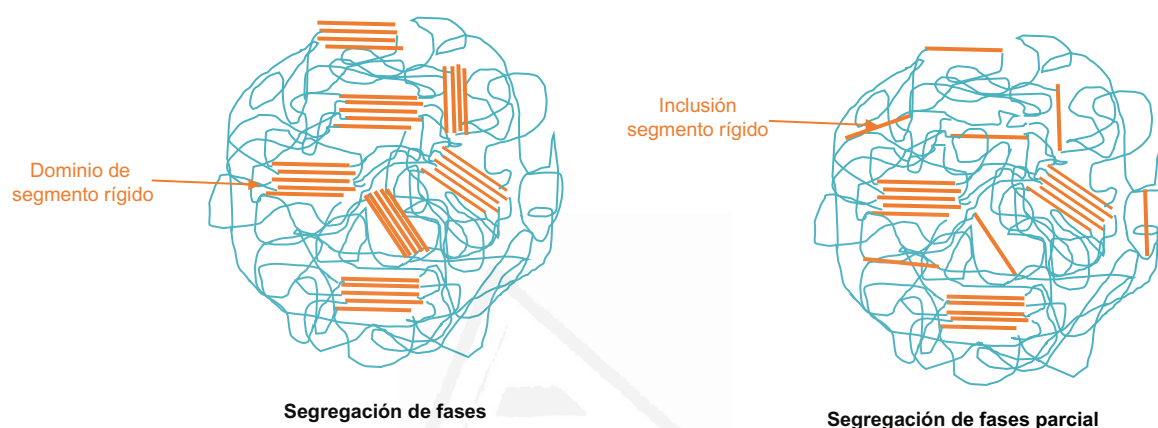 Dominio de
segmento rígido
Segregación de fases
Inclusión
segmento rígido
Segregación de fases parcial